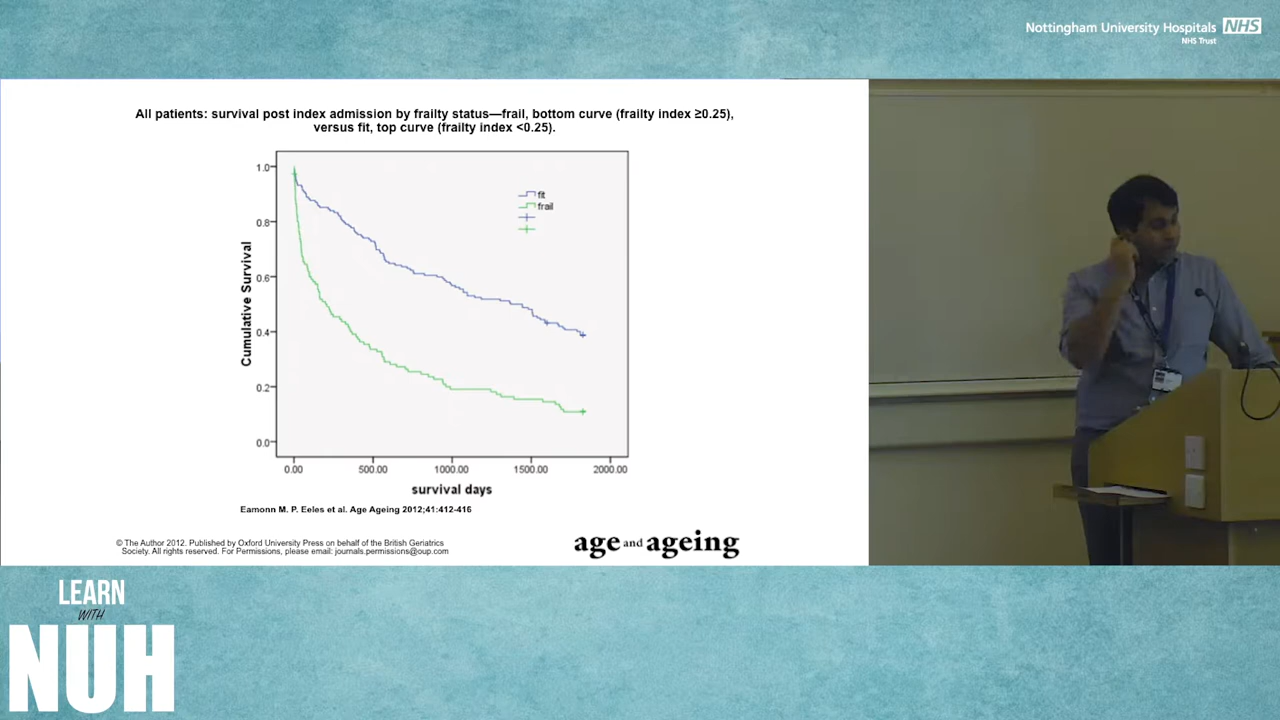 Nottingham University Hospitals NHS
NHS Trust
All patients: survival post index admission by frailty status—frail, bottom curve (frailty index ≥0.25),
versus fit, top curve (frailty index <0.25).
1.0
0.8
0.6
0.4
0.2
0.0
Cumulative Survival
fit
frail
0.00 500.00 1000.00 1500.00 2000.00
survival days
Eamonn M. P. Eeles et al. Age Ageing 2012;41:412-416
© The Author 2012. Published by Oxford University Press on behalf of the British Geriatrics
Society. All rights reserved. For Permissions, please email: journals.permissions@oup.com
age and ageing
LEARN
WITH
NUH